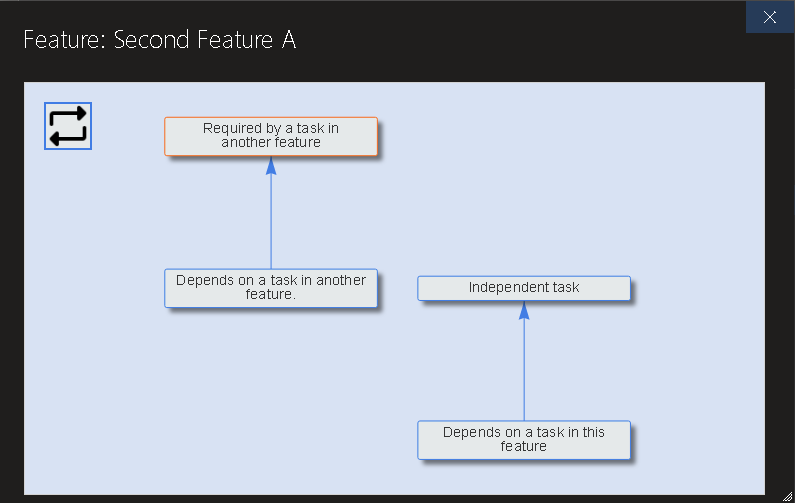 Feature: Second Feature A
Required by a task in
another feature
Depends on a task in another
feature.
Independent task
Depends on a task in this
feature